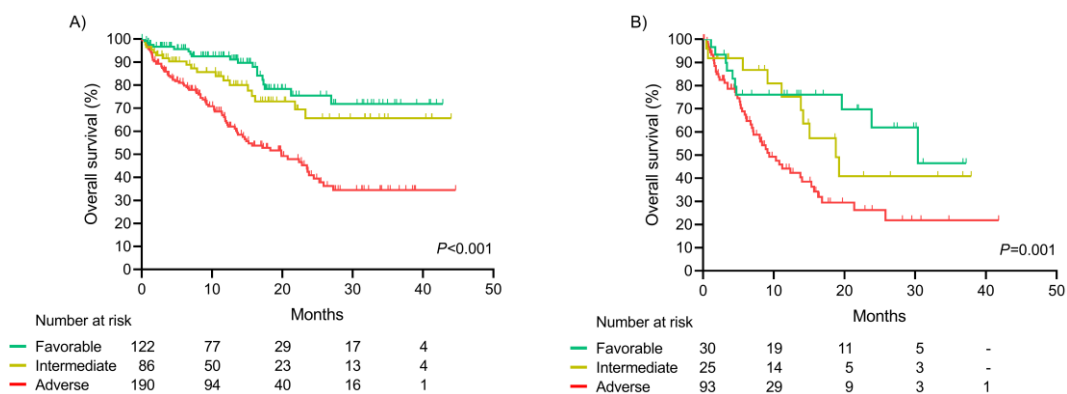 A)
100
90
80
70
60
50
40
30
20
10
0
Overall survival (%)
P<0.001
0 10 20 30 40 50
Months
Number at risk
Favorable 122 77 29 17 4
Intermediate 86 50 23 13 4
Adverse 190 94 40 16 1
B)
100
90
80
70
60
50
40
30
20
10
0
Overall survival (%)
P=0.001
0 10 20 30 40 50
Months
Number at risk
Favorable 30 19 11 5 -
Intermediate 25 14 5 3 -
Adverse 93 29 9 3 1